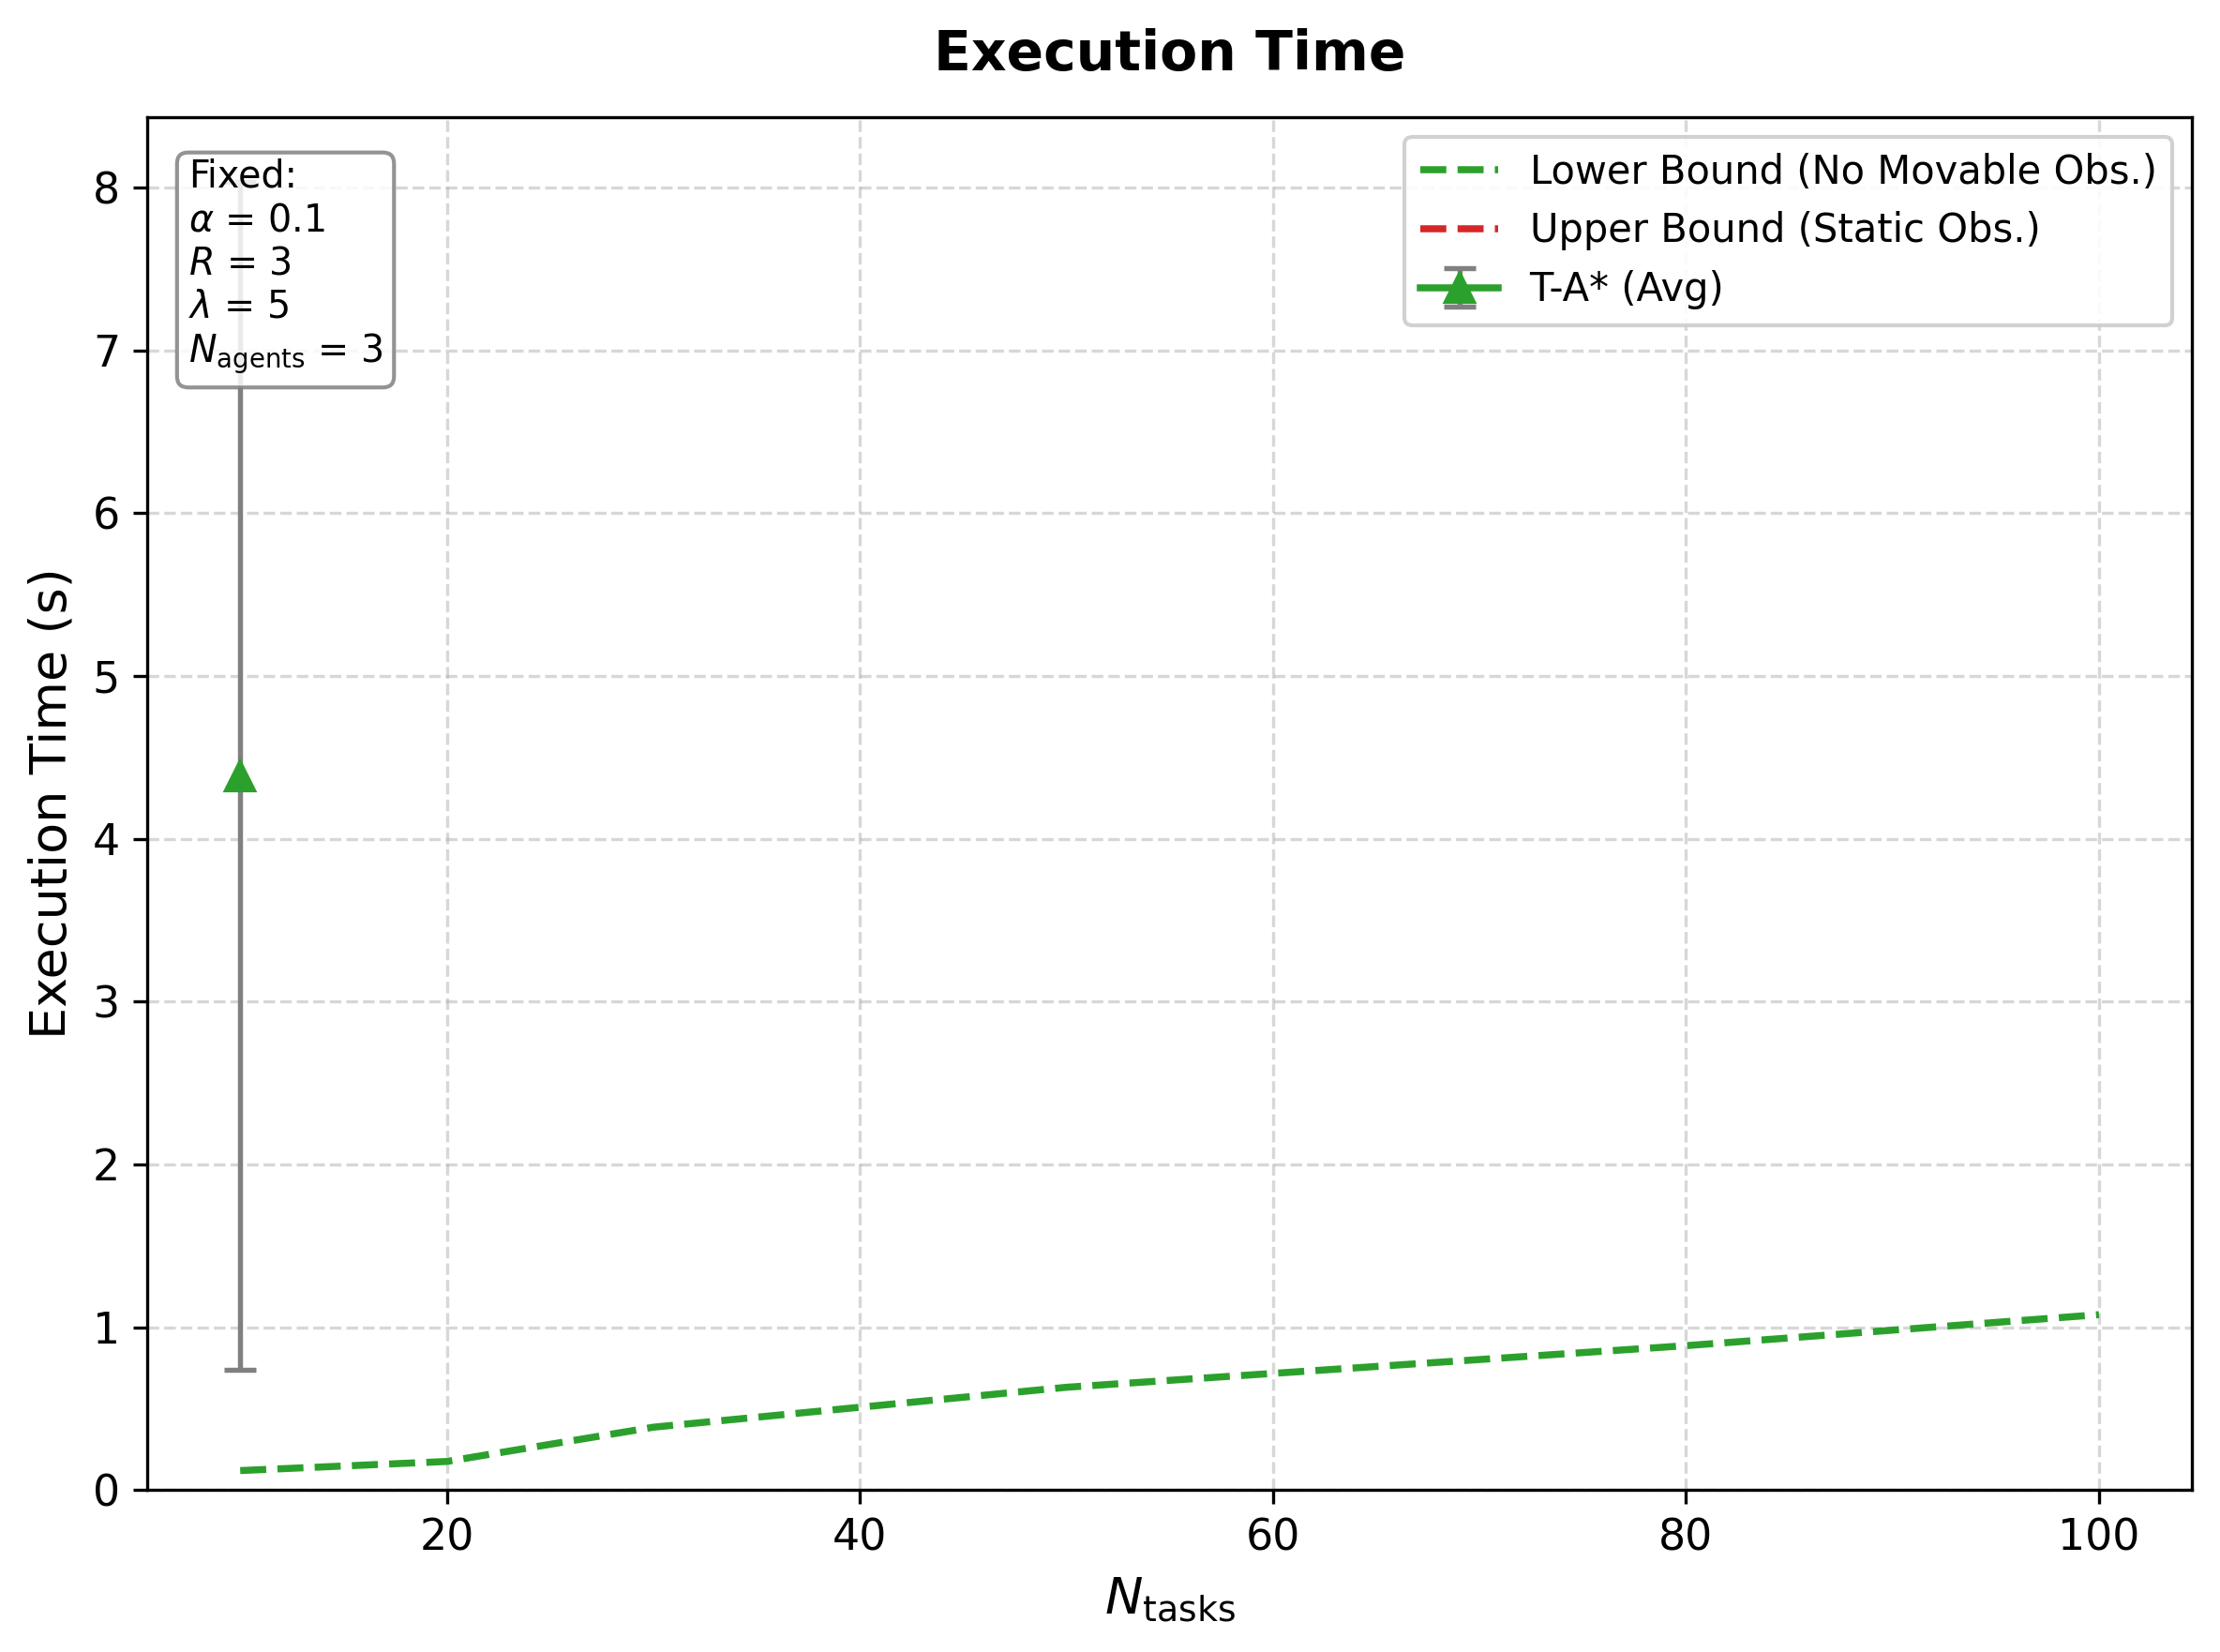 Execution Time
Fixed:
α = 0.1
R = 3
λ = 5
N_agents = 3
Lower Bound (No Movable Obs.)
Upper Bound (Static Obs.)
T-A* (Avg)
Execution Time (s)
8
7
6
5
4
3
2
1
0
20 40 60 80 100
N_tasks